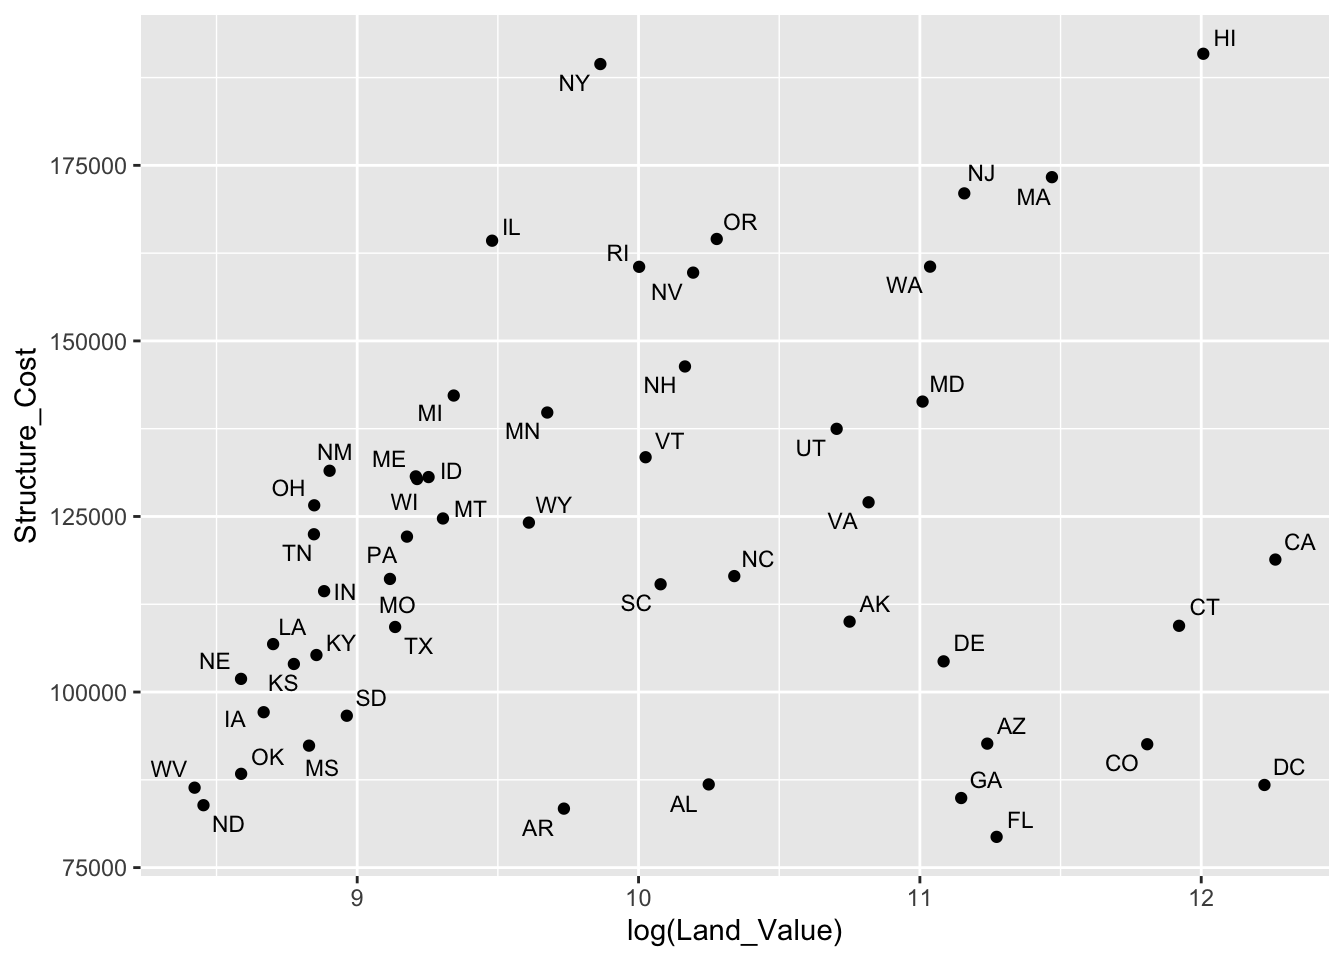 HI
NY
175000
NJ
MA
IL
OR
RI
NV
WA
150000
NH
MD
MI
MN
UT
VT
NM
ME
ID
OH
WI
MT
WY
125000
VA
TN
PA
NC
CA
IN
MO
SC
AK
CT
LA
KY
TX
DE
NE
KS
100000
IA
SD
AZ
OK
MS
CO
WV
DC
GA
AL
ND
AR
FL
75000
9
10
11
12
log(Land_Value)
Structure_Cost